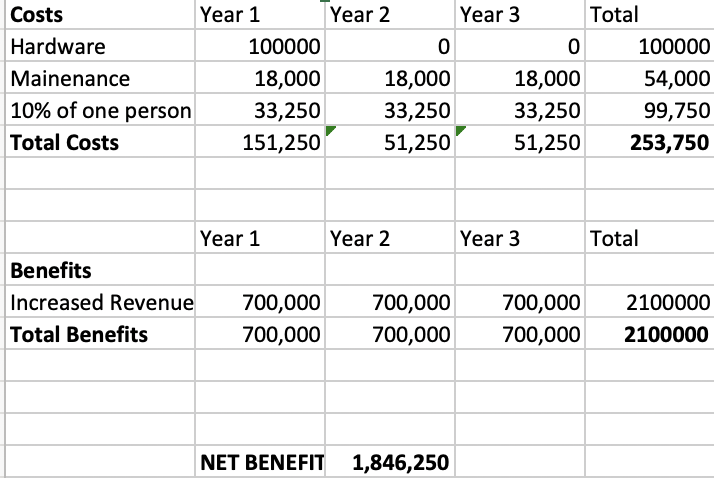 Costs Year 1 Year 2 Year 3 Total
Hardware 100000 0 0 100000
Mainenance 18,000 18,000 18,000 54,000
10% of one person 33,250 33,250 33,250 99,750
Total Costs 151,250 51,250 51,250 253,750
Year 1 Year 2 Year 3 Total
Benefits
Increased Revenue 700,000 700,000 700,000 2100000
Total Benefits 700,000 700,000 700,000 2100000
NET BENEFIT 1,846,250